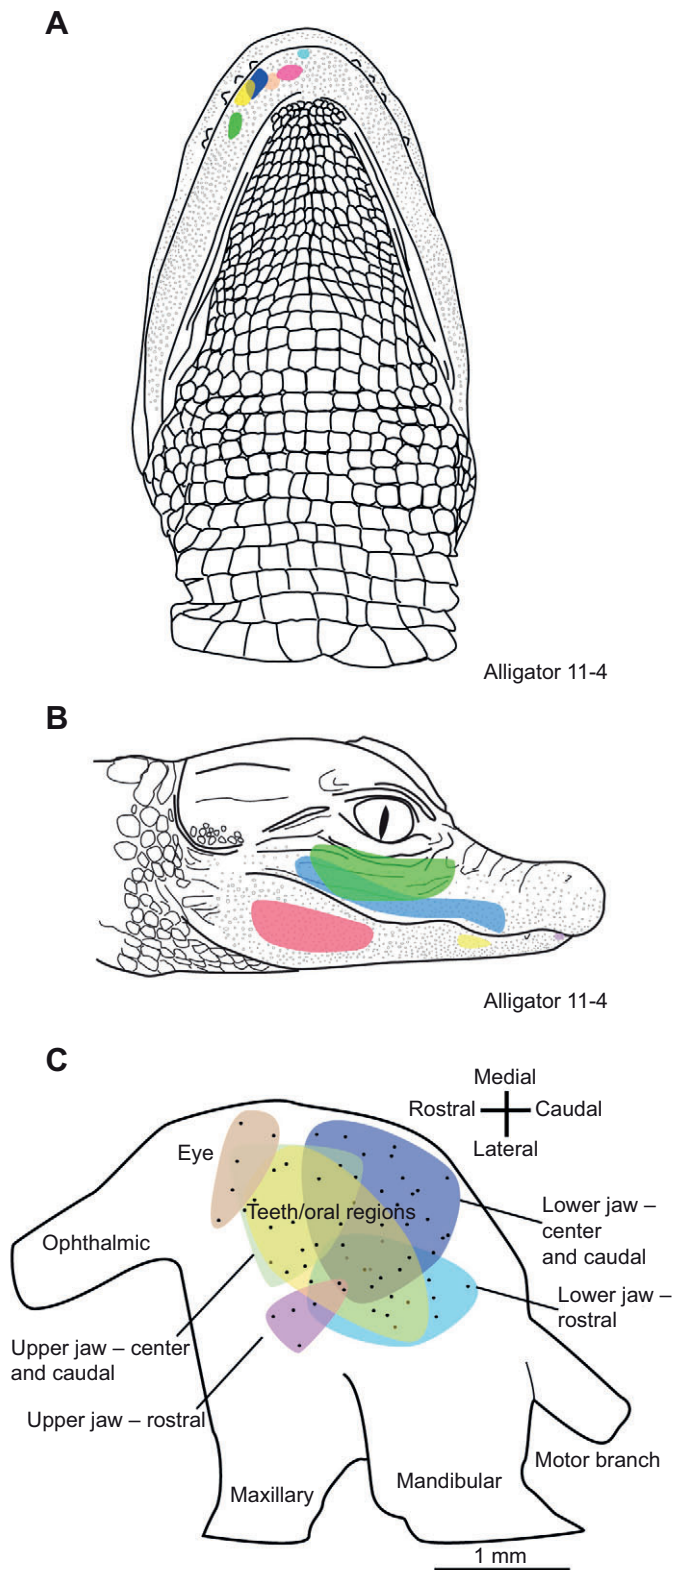 A
Alligator 11-4
B
Alligator 11-4
C
Medial
Rostral
Caudal
Lateral
Eye
Teeth/oral regions
Ophthalmic
Lower jaw –
center
and caudal
Lower jaw –
rostral
Upper jaw – center
and caudal
Upper jaw – rostral
Motor branch
Mandibular
Maxillary
1 mm